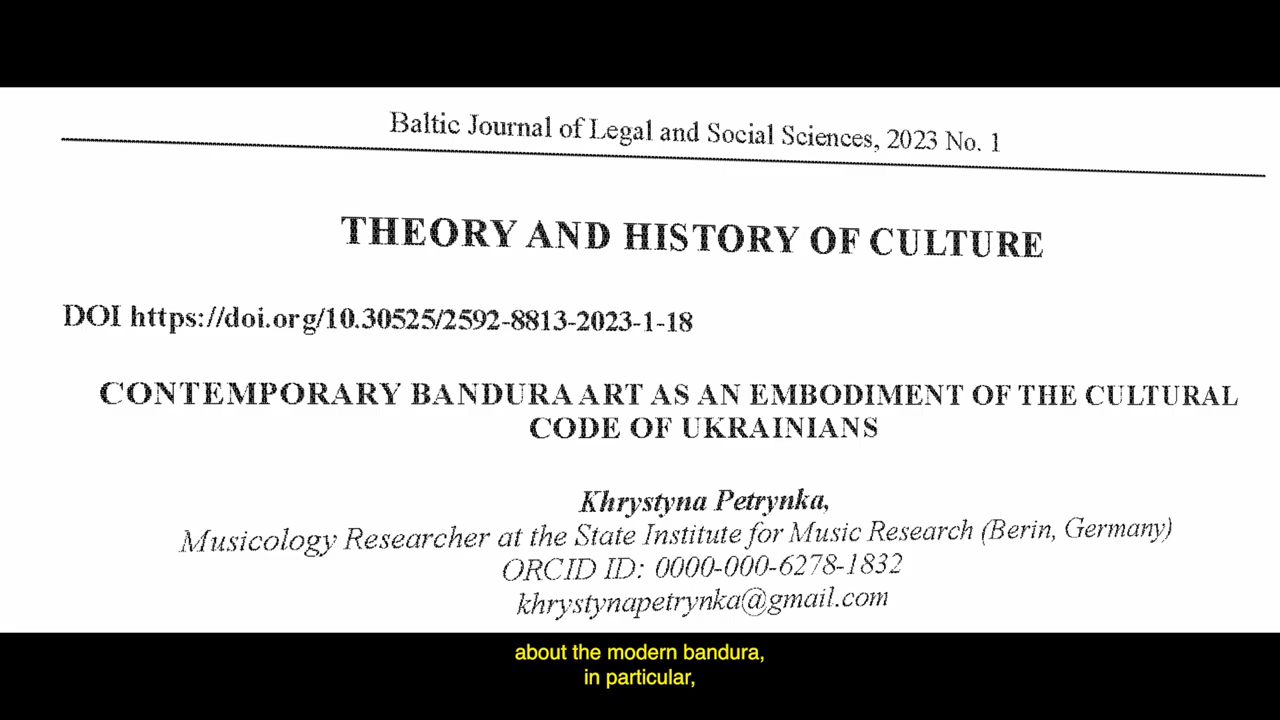 Baltic Journal of Legal and Social Sciences, 2023 No. 1
THEORY AND HISTORY OF CULTURE
DOI https://doi.org/10.30525/2592-8813-2023-1-18
CONTEMPORARY BANDURA ART AS AN EMBODIMENT OF THE CULTURAL
CODE OF UKRAINIANS
Khrystyna Petrynka,
Musicology Researcher at the State Institute for Music Research (Berin, Germany)
ORCID ID: 0000-000-6278-1832
khrystynapetrynka@gmail.com
about the modern bandura,
in particular,